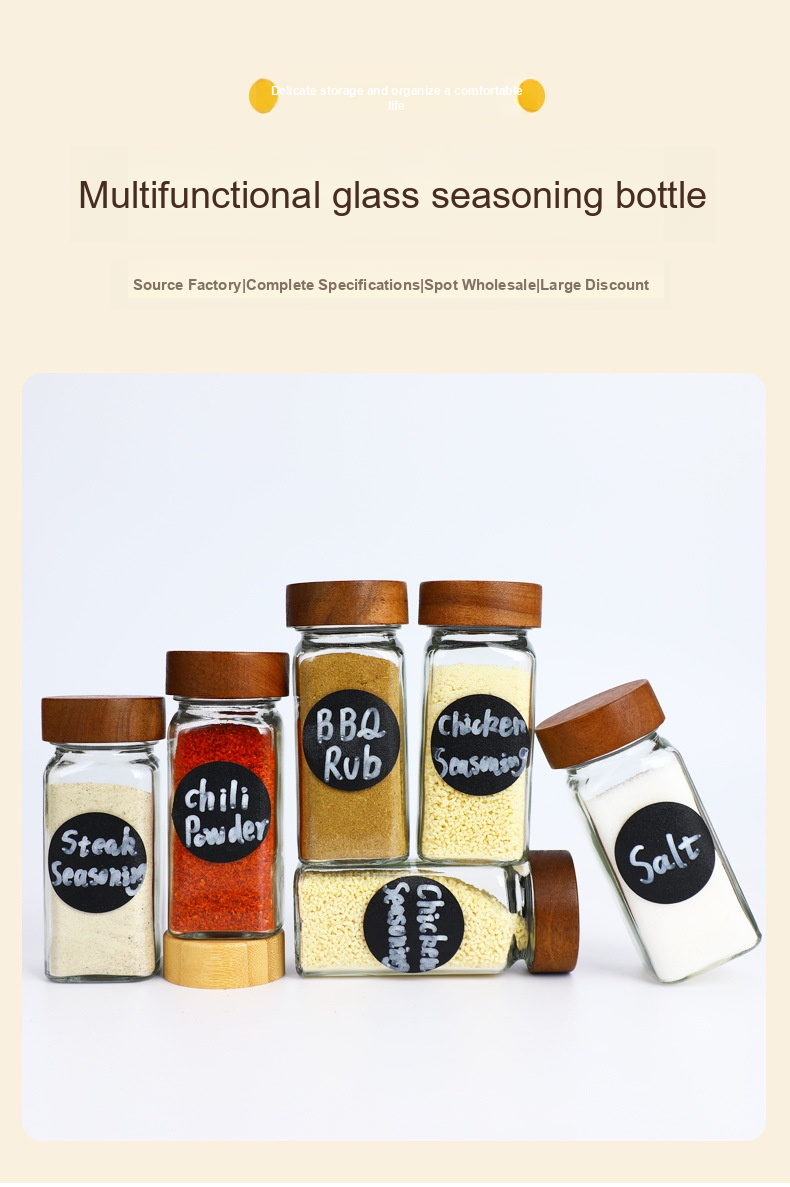 Delicate storage and organize a comfortable
life
Multifunctional glass seasoning bottle
Source Factory|Complete Specifications|Spot Wholesale|Large Discount
BBQ
Rub
Chicken
Seasoning
chili
Powder
Steak
Seasoning
Salt
Chicken
Seasoning